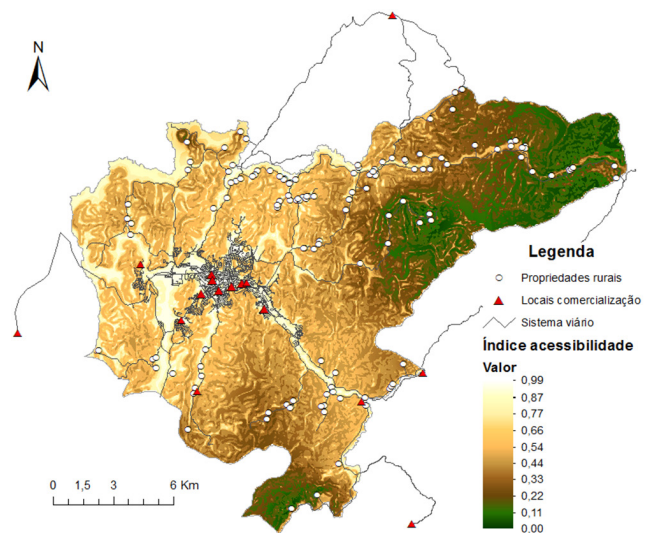 N
Legenda
Propriedades rurais
Locais comercialização
Sistema viário
Índice acessibilidade
Valor
0,99
0,87
0,77
0,66
0,54
0,44
0,33
0,22
0,11
0.00
0 1,5 3 6 Km